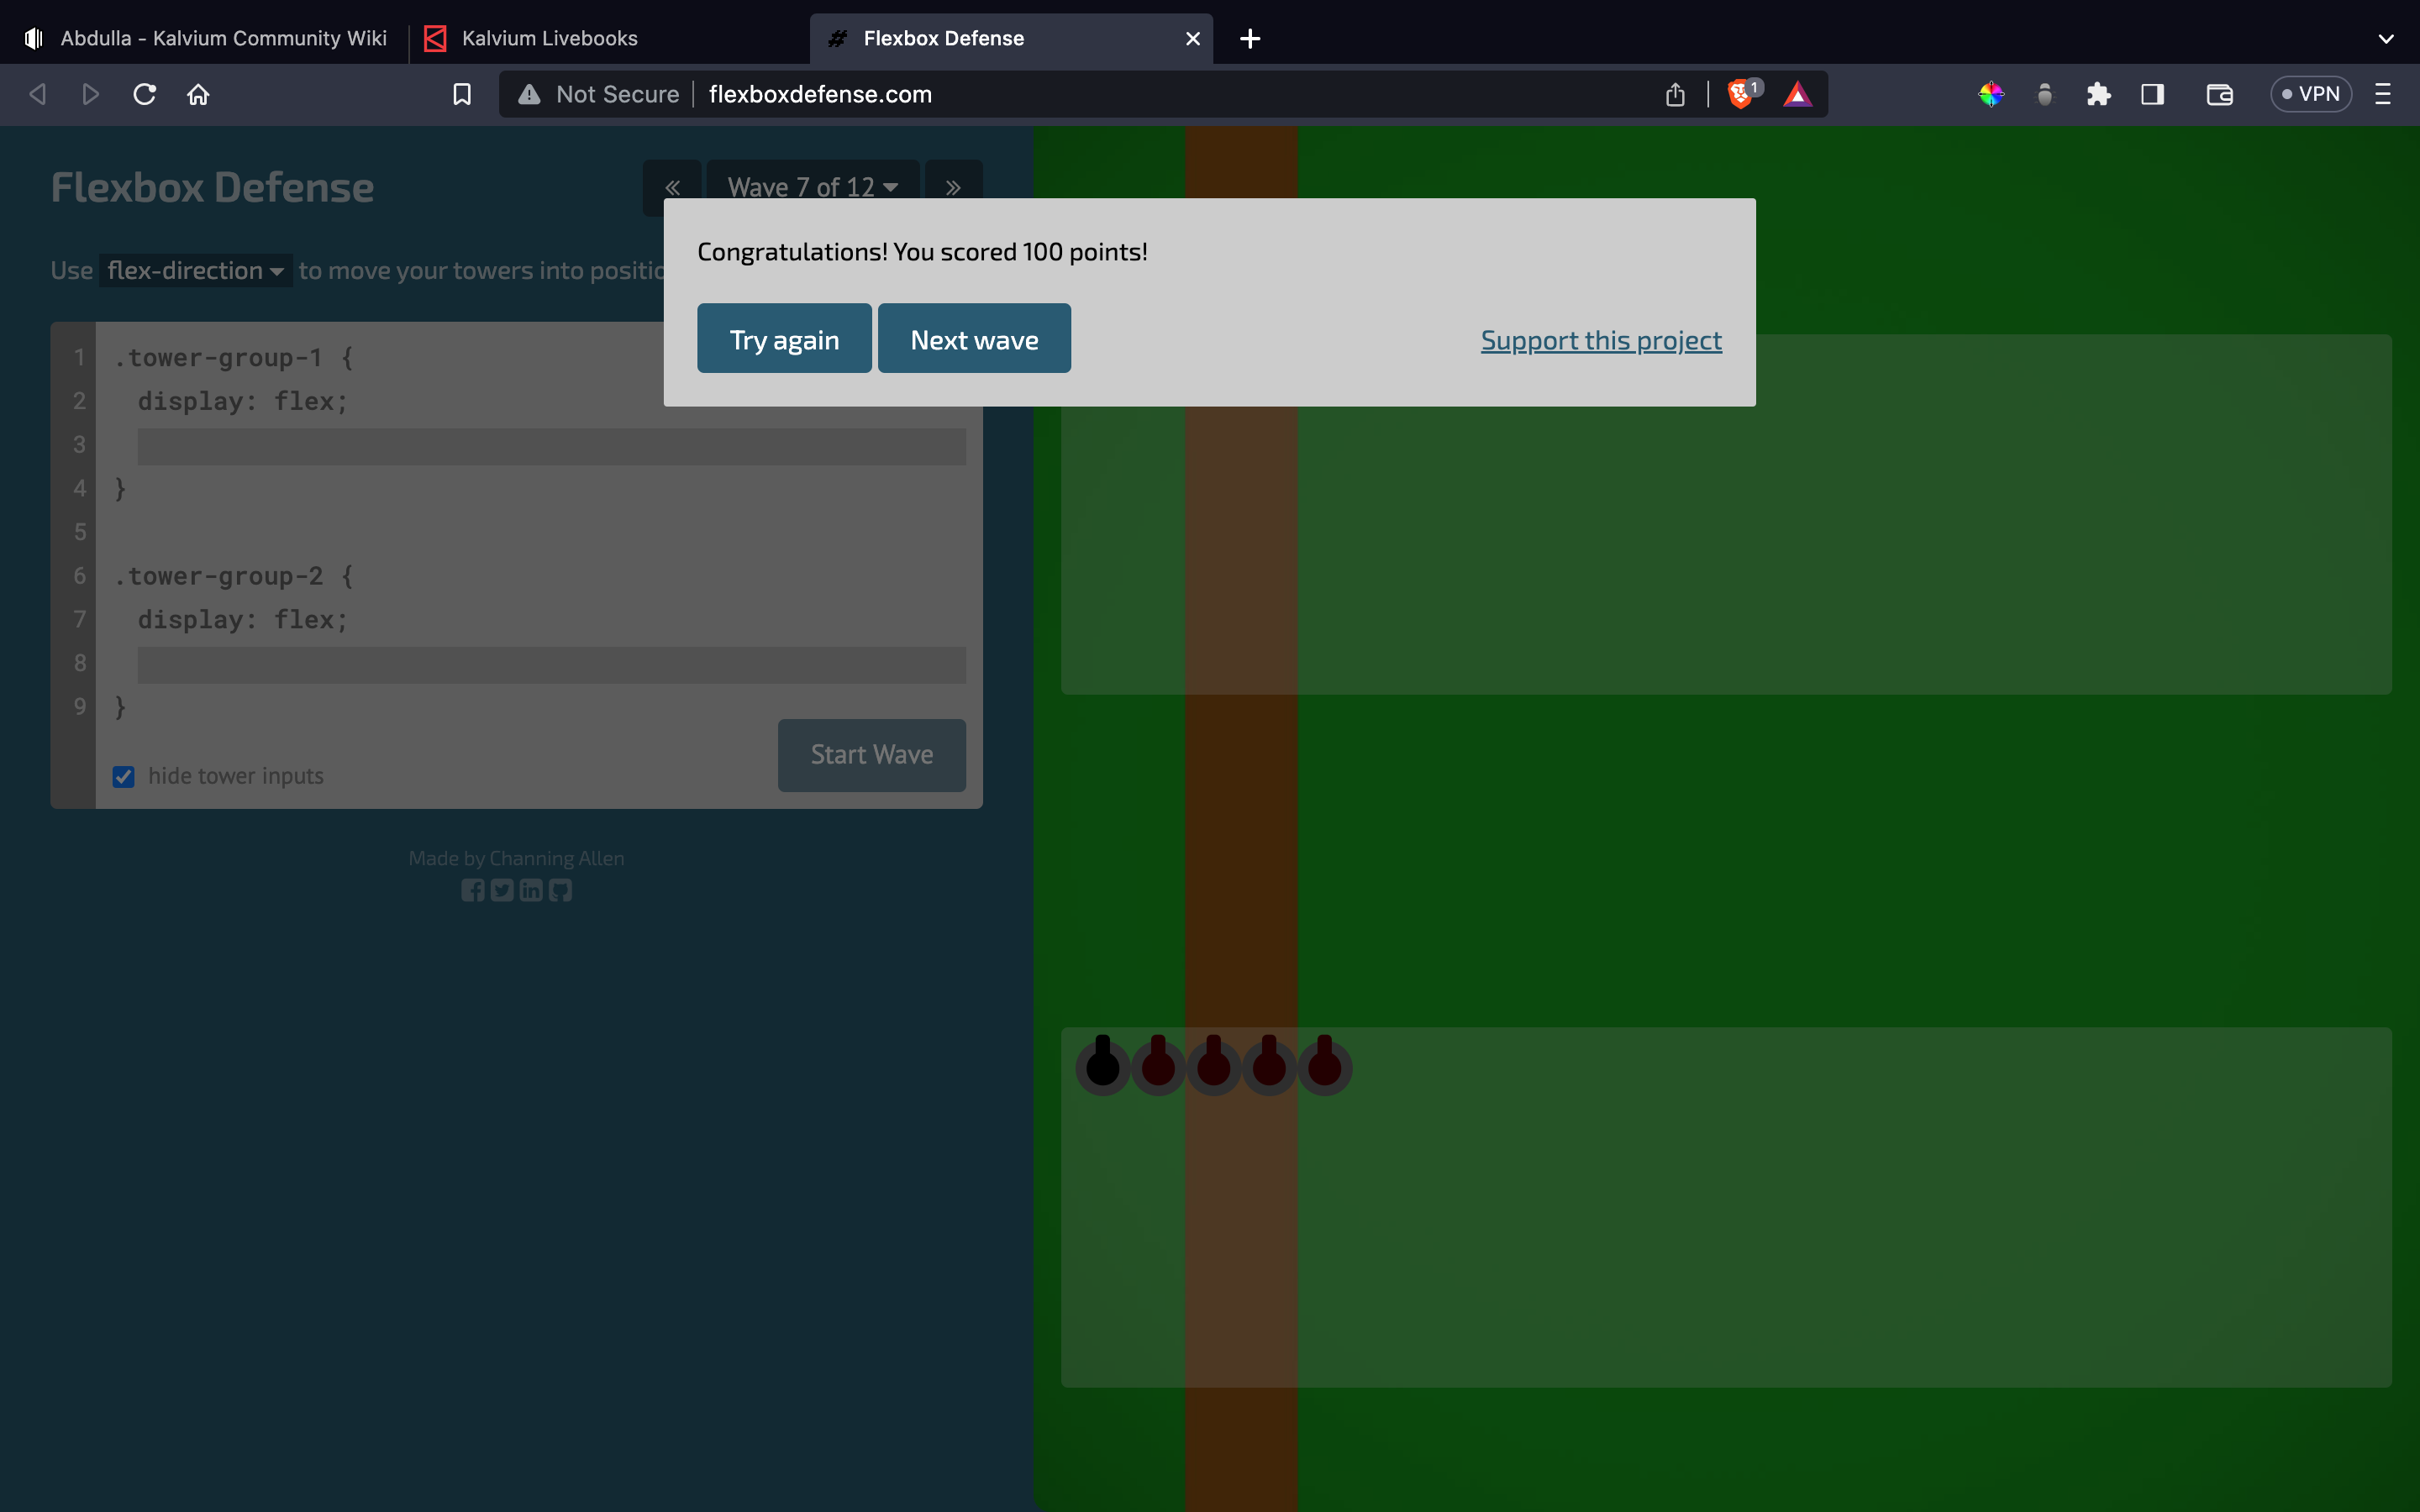 Abdulla - Kalvium Community Wiki
Kalvium Livebooks
Flexbox Defense
Not Secure
flexboxdefense.com
1
VPN
Flexbox Defense
Wave 7 of 12
Use flex-direction to move your towers into positio
Congratulations! You scored 100 points!
Try again
Next wave
Support this project
1 .tower-group-1 {
2 display: flex;
3
4 }
5
6 .tower-group-2 {
7 display: flex;
8
9 }
Start Wave
hide tower inputs
Made by Channing Allen